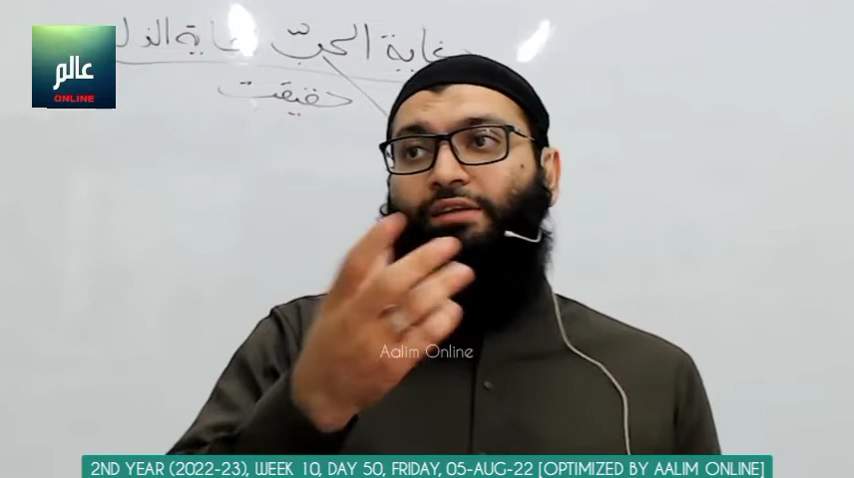 غاية الحبّ غاية الذل
حقيقت
عالم
ONLINE
Aalim Online
2ND YEAR (2022-23), WEEK 10, DAY 50, FRIDAY, 05-AUG-22 [OPTIMIZED BY AALIM ONLINE]